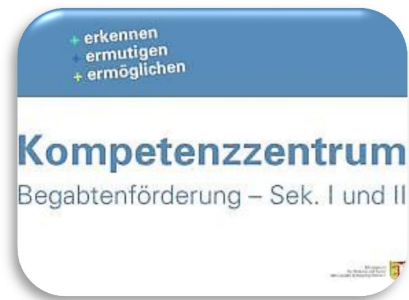 + erkennen
+ ermutigen
+ ermöglichen
Kompetenzzentrum
Begabtenförderung – Sek. I und II